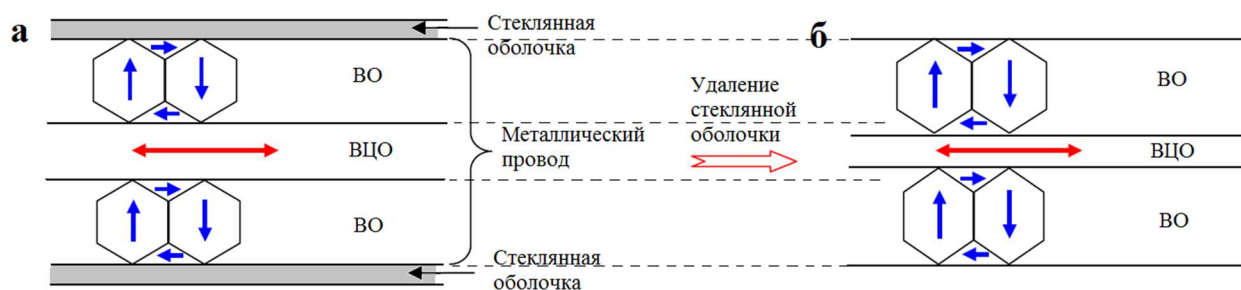 а
Стеклянная
оболочка
ВО
ВЦО
ВО
Металлический
провод
Стеклянная
оболочка
Удаление
стеклянной
оболочки
б
ВО
ВЦО
ВО